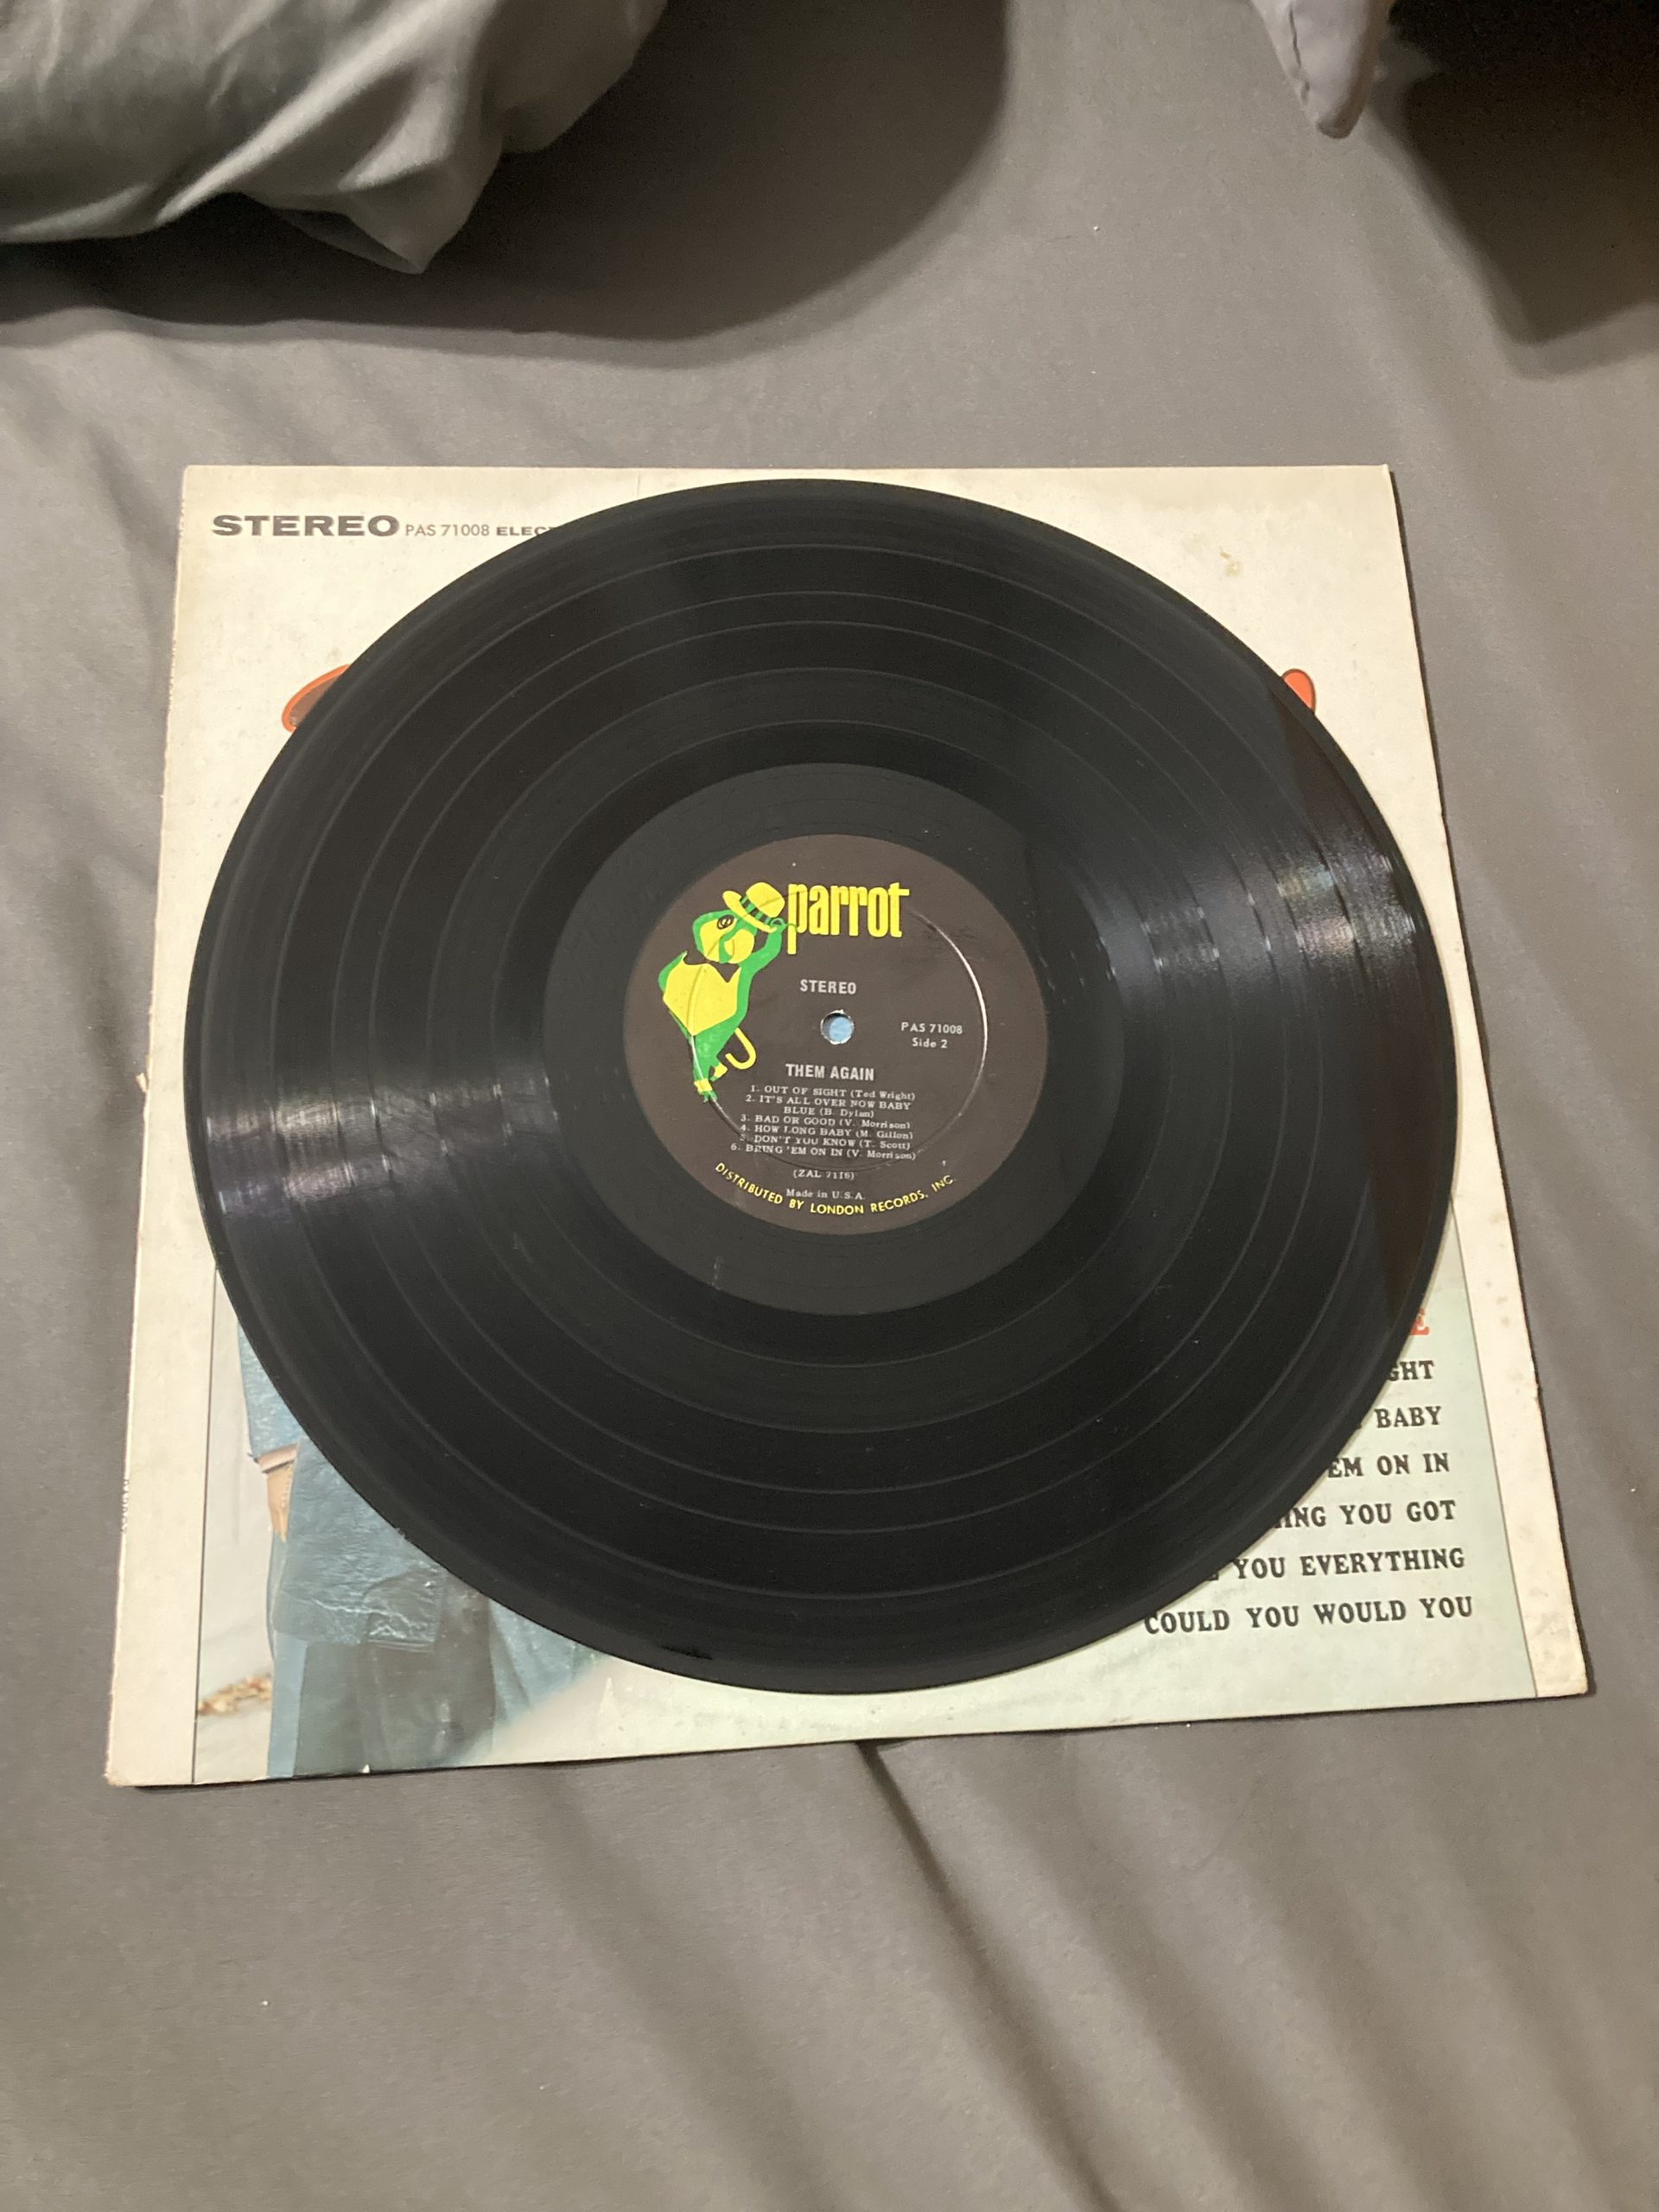 STEREO PAS 71008 ELEC
parrot
STEREO
PAS 71008
Side 2
THEM AGAIN
1. OUT OF SIGHT (Ted Wright)
2. IT'S ALL OVER NOW BABY
BLUE (B. Dylan)
3. BAD OR GOOD (V. Morrison)
4. HOW LONG BABY (M. Gillon)
5. DON'T YOU KNOW (T. Scott)
6. BRING 'EM ON IN (V. Morrison)
(ZAL 7116)
Made in U.S.A.
DISTRIBUTED BY LONDON RECORDS, INC.
E
GHT
BABY
EM ON IN
ING YOU GOT
YOU EVERYTHING
COULD YOU WOULD YOU